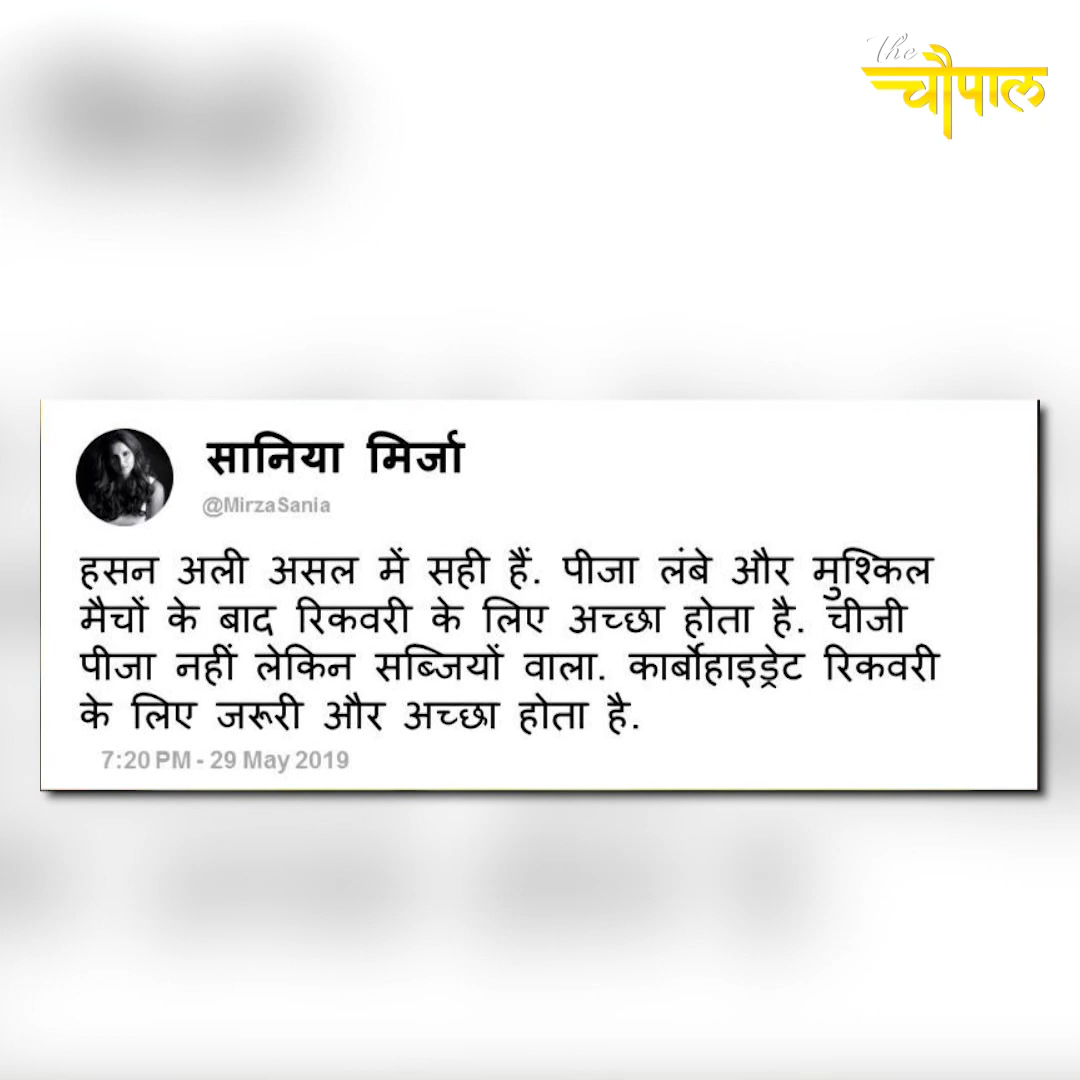 The
चौपाल
सानिया मिर्जा
@MirzaSania
हसन अली असल में सही हैं. पीजा लंबे और मुश्किल
मैचों के बाद रिकवरी के लिए अच्छा होता है. चीजी
पीजा नहीं लेकिन सब्जियों वाला. कार्बोहाइड्रेट रिकवरी
के लिए जरूरी और अच्छा होता है.
7:20 PM - 29 May 2019